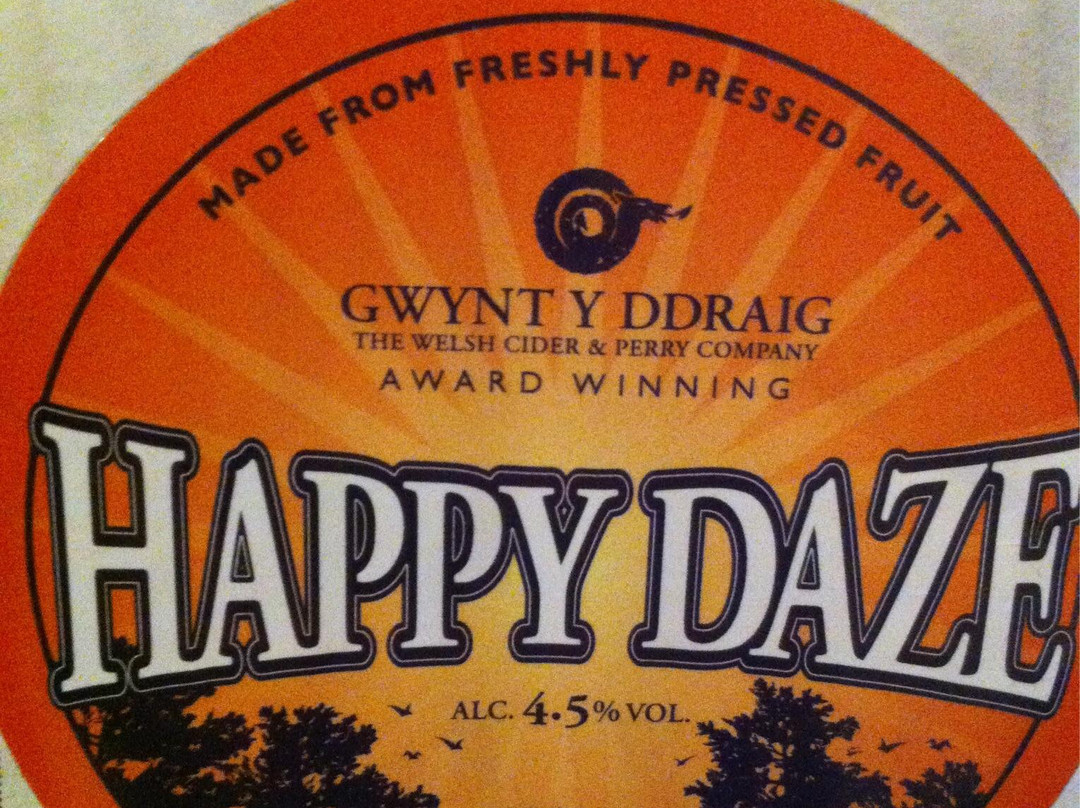 MADE FROM FRESHLY PRESSED FRUIT
GWYNT Y DDRAIG
THE WELSH CIDER & PERRY COMPANY
AWARD WINNING
HAPPY DAZE
ALC. 4.5% VOL.